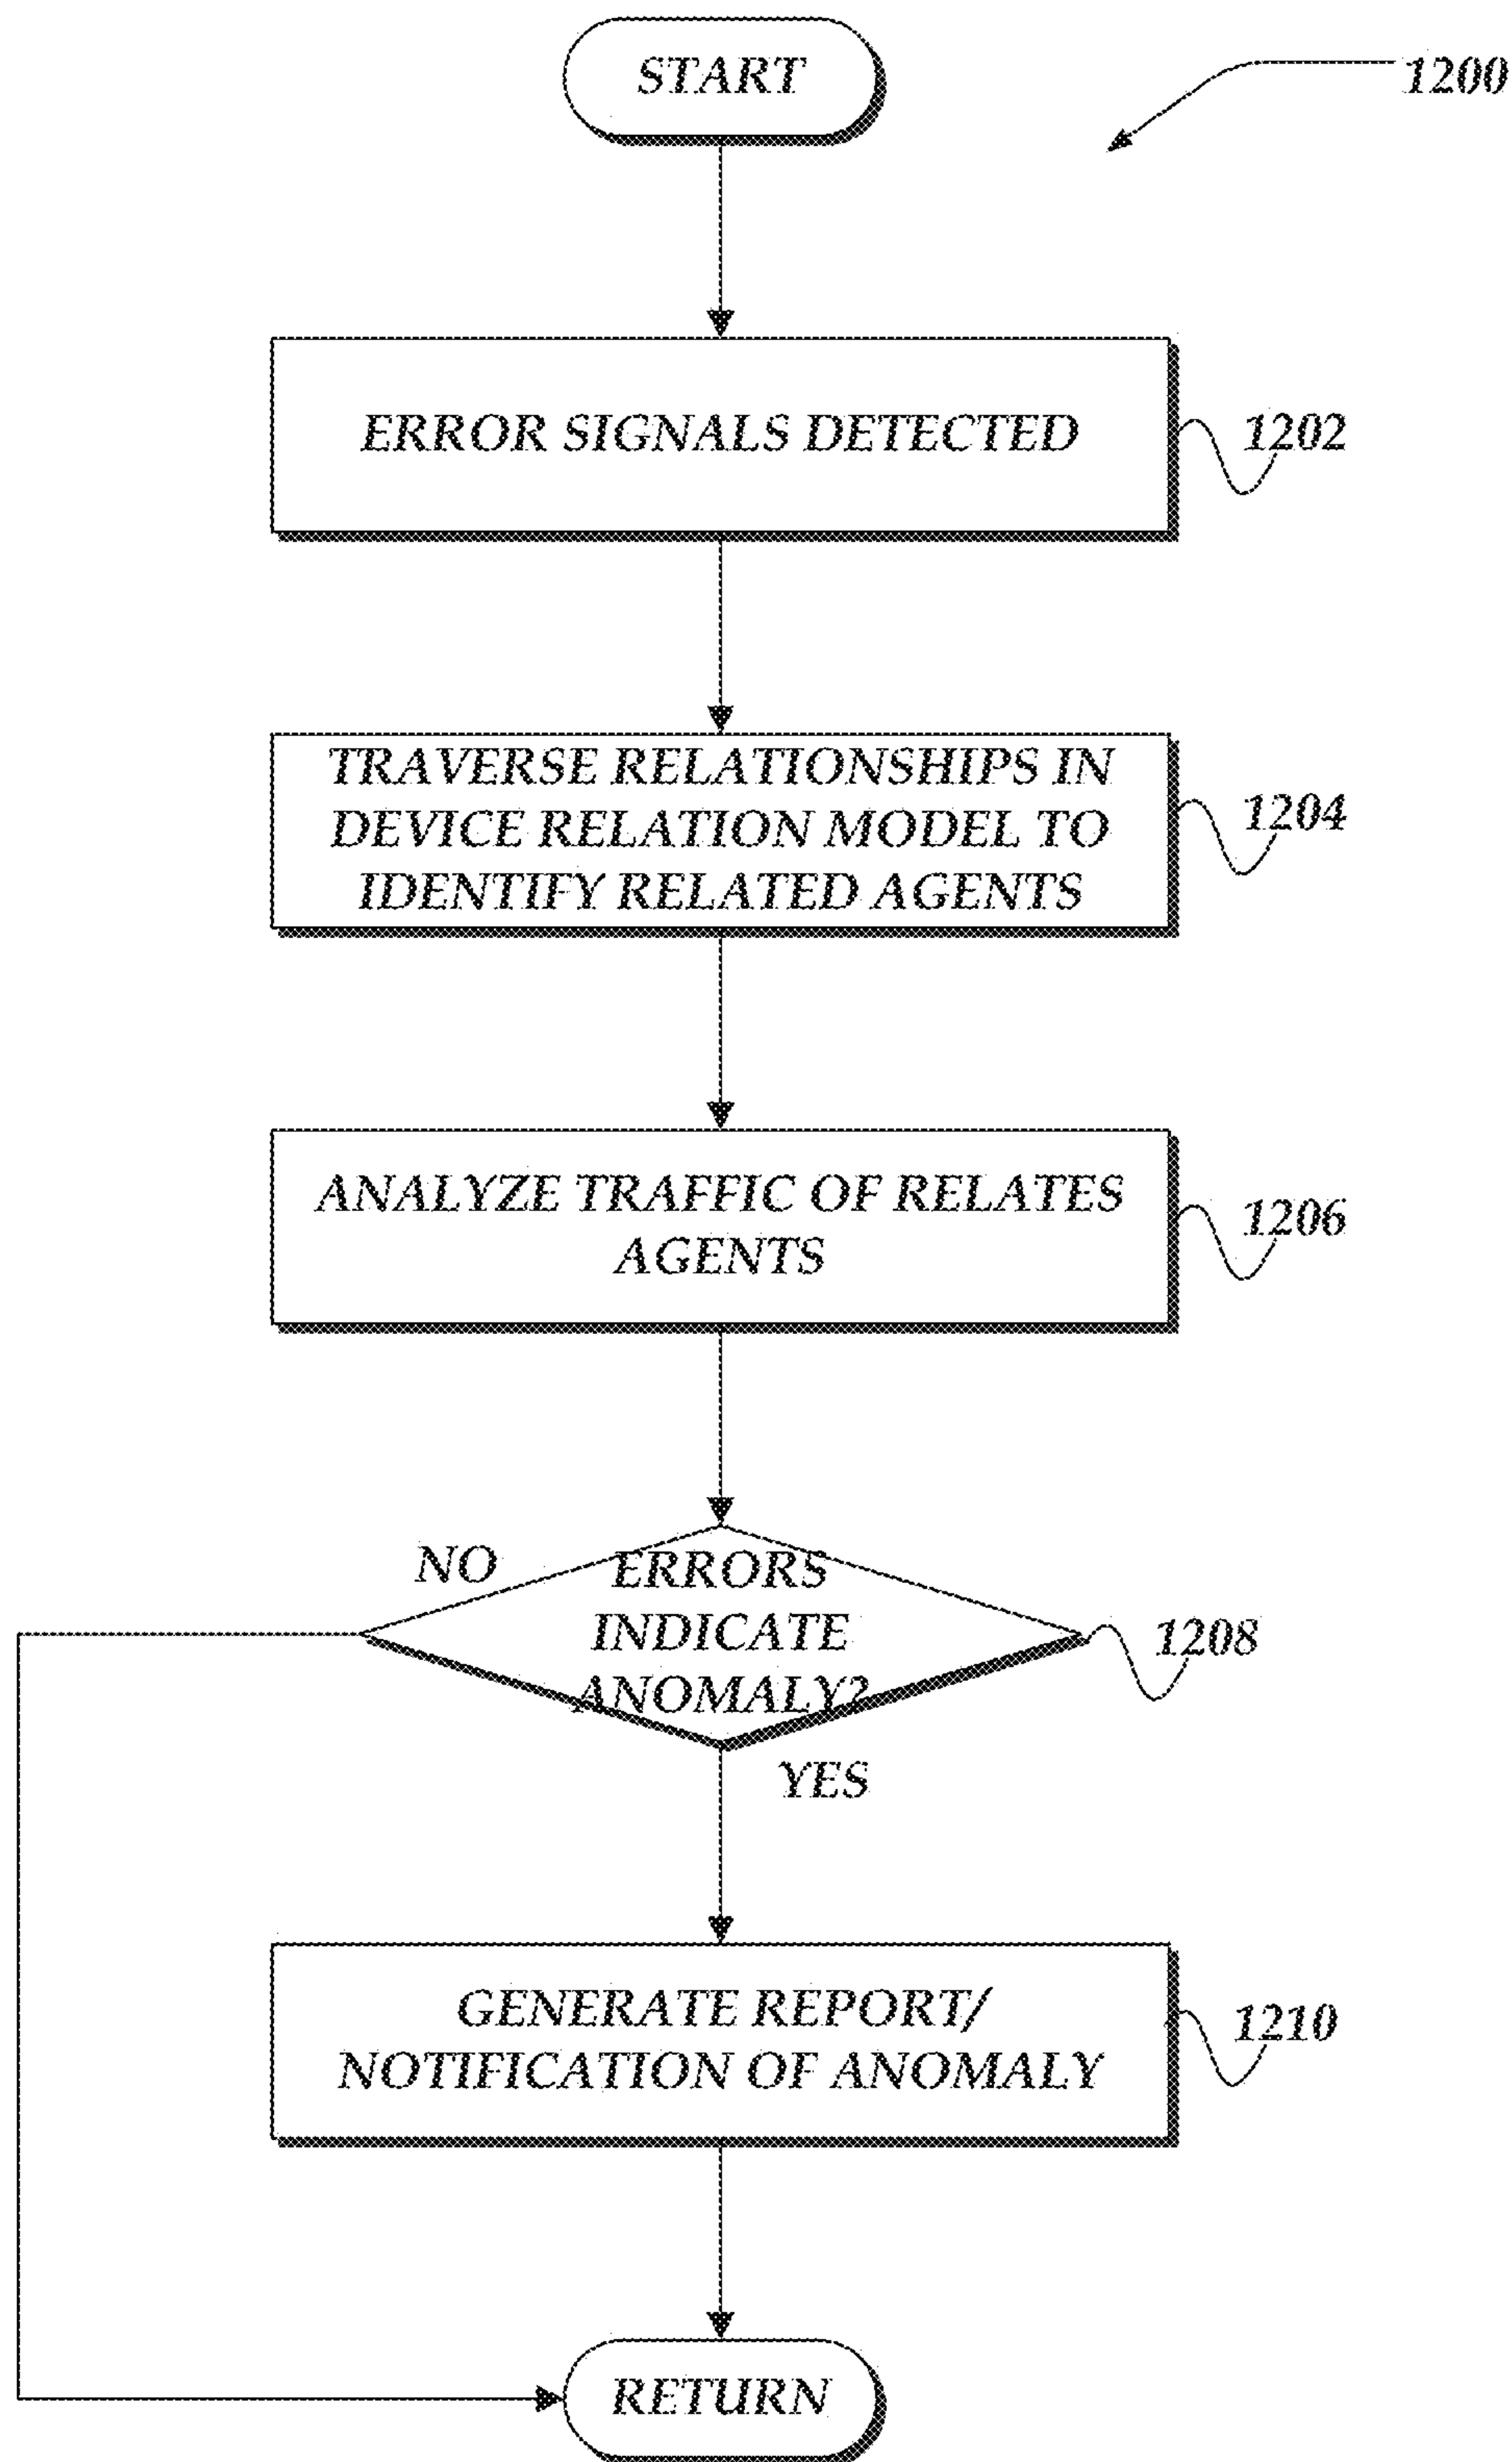 START
1200
ERROR SIGNALS DETECTED
1202
TRAVERSE RELATIONSHIPS IN
DEVICE RELATION MODEL TO
IDENTIFY RELATED AGENTS
1204
ANALYZE TRAFFIC OF RELATES
AGENTS
1206
NO
ERRORS
INDICATE
ANOMALY?
1208
YES
GENERATE REPORT/
NOTIFICATION OF ANOMALY
1210
RETURN